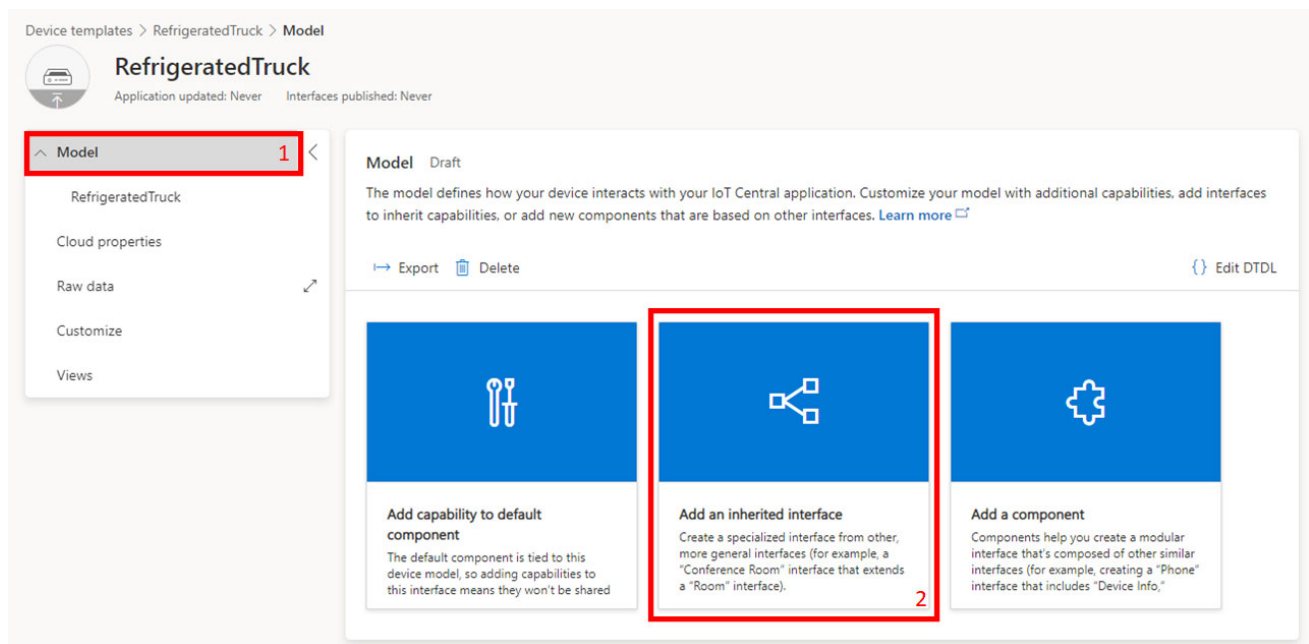 Device templates > RefrigeratedTruck > Model
RefrigeratedTruck
Application updated: Never Interfaces published: Never
Model 1
RefrigeratedTruck
Cloud properties
Raw data
Customize
Views
Model Draft
The model defines how your device interacts with your IoT Central application. Customize your model with additional capabilities, add interfaces
to inherit capabilities, or add new components that are based on other interfaces. Learn more
Export Delete
{} Edit DTDL
Add capability to default
component
The default component is tied to this
device model, so adding capabilities to
this interface means they won't be shared
Add an inherited interface
Create a specialized interface from other,
more general interfaces (for example, a
"Conference Room" interface that extends
a "Room" interface).
2
Add a component
Components help you create a modular
interface that's composed of other similar
interfaces (for example, creating a "Phone"
interface that includes "Device Info,"